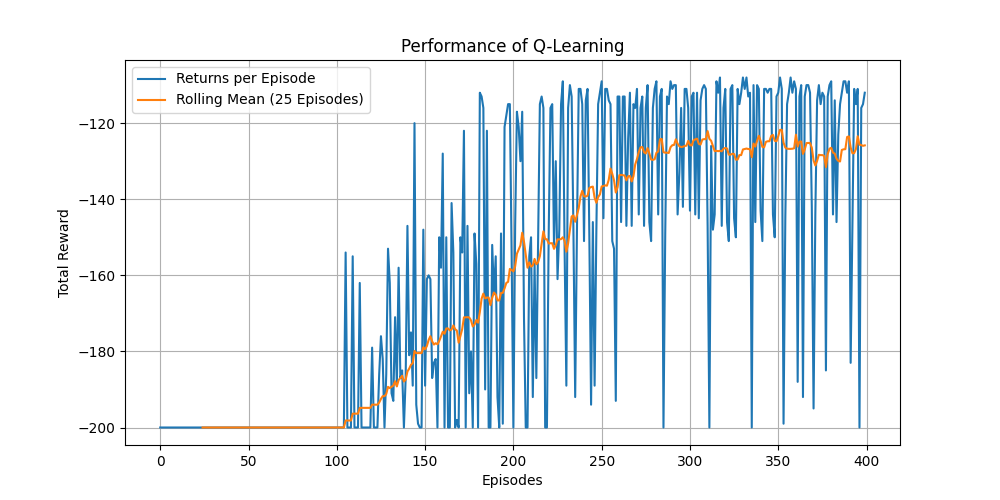 Performance of Q-Learning
Returns per Episode
Rolling Mean (25 Episodes)
Total Reward
−120
−140
−160
−180
−200
0 50 100 150 200 250 300 350 400
Episodes